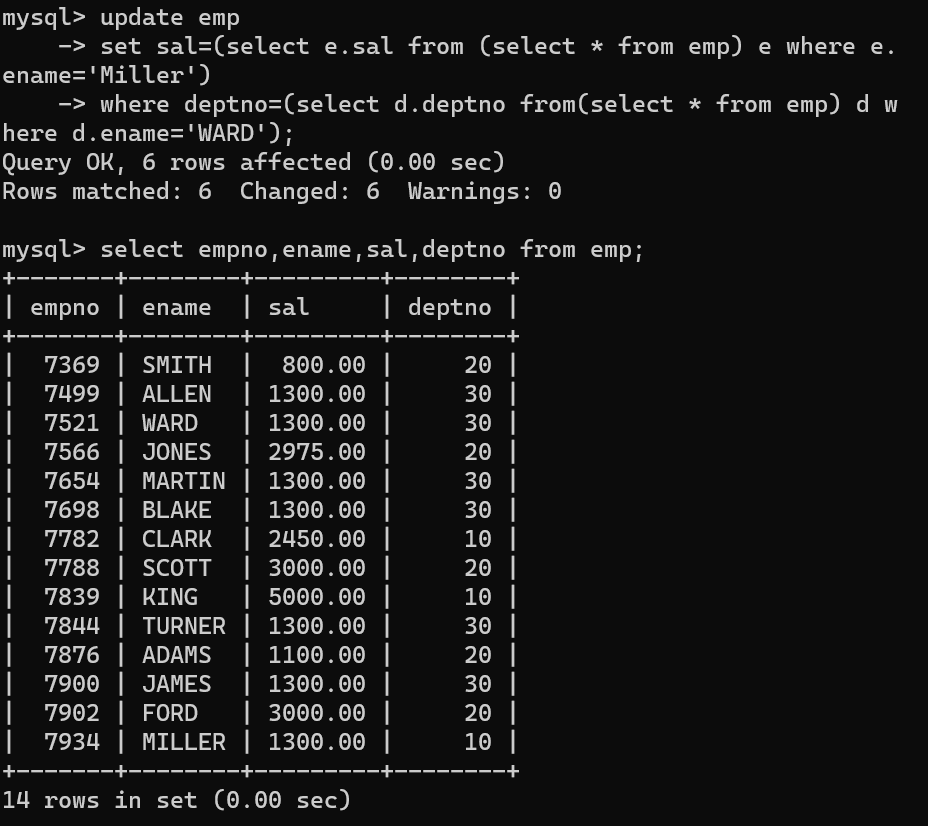 mysql> update emp
    -> set sal=(select e.sal from (select * from emp) e where e.
ename='Miller')
    -> where deptno=(select d.deptno from(select * from emp) d w
here d.ename='WARD');
Query OK, 6 rows affected (0.00 sec)
Rows matched: 6  Changed: 6  Warnings: 0

mysql> select empno,ename,sal,deptno from emp;
+-------+--------+---------+--------+
| empno | ename  | sal     | deptno |
+-------+--------+---------+--------+
|  7369 | SMITH  |  800.00 |     20 |
|  7499 | ALLEN  | 1300.00 |     30 |
|  7521 | WARD   | 1300.00 |     30 |
|  7566 | JONES  | 2975.00 |     20 |
|  7654 | MARTIN | 1300.00 |     30 |
|  7698 | BLAKE  | 1300.00 |     30 |
|  7782 | CLARK  | 2450.00 |     10 |
|  7788 | SCOTT  | 3000.00 |     20 |
|  7839 | KING   | 5000.00 |     10 |
|  7844 | TURNER | 1300.00 |     30 |
|  7876 | ADAMS  | 1100.00 |     20 |
|  7900 | JAMES  | 1300.00 |     30 |
|  7902 | FORD   | 3000.00 |     20 |
|  7934 | MILLER | 1300.00 |     10 |
+-------+--------+---------+--------+
14 rows in set (0.00 sec)